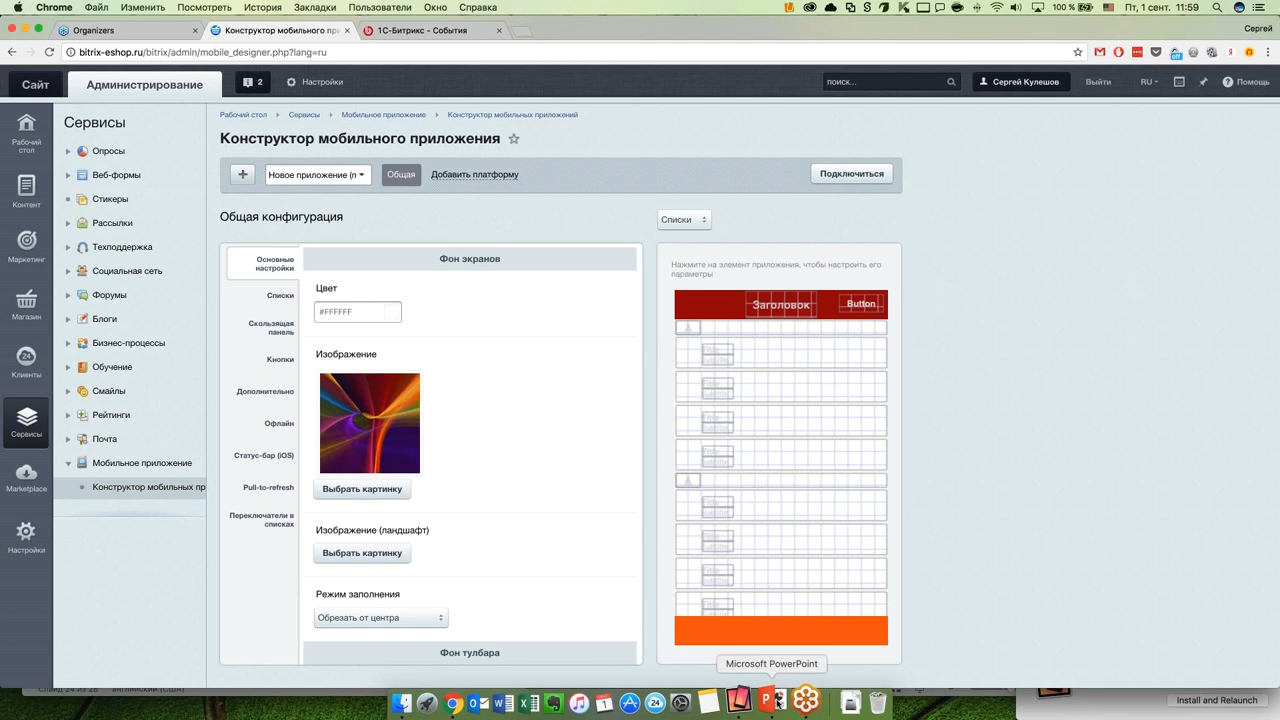 Chrome Файл Изменить Посмотреть История Закладки Пользователи Окно Справка 100 % Пт, 1 сент. 11:59
Organizers
Конструктор мобильного при
1С-Битрикс - События
Сергей
bitrix-eshop.ru/bitrix/admin/mobile_designer.php?lang=ru
Сайт
Администрирование
2
Настройки
поиск...
Сергей Кулешов
Выйти
RU
Помощь
Рабочий стол
Контент
Маркетинг
Магазин
24
Клиенты
Сервисы
Marketplace
Настройки
Сервисы
Опросы
Веб-формы
Стикеры
Рассылки
Техподдержка
Социальная сеть
Форумы
Блоги
Бизнес-процессы
Обучение
Смайлы
Рейтинги
Почта
Мобильное приложение
Конструктор мобильных пр
Рабочий стол Сервисы Мобильное приложение Конструктор мобильных приложений
Конструктор мобильного приложения
Новое приложение (п
Общая
Добавить платформу
Подключиться
Общая конфигурация
Списки
Основные
настройки
Списки
Скользящая
панель
Кнопки
Дополнительно
Офлайн
Статус-бар (iOS)
Pull-to-refresh
Переключатели в
списках
Фон экранов
Цвет
#FFFFFF
Изображение
Выбрать картинку
Изображение (ландшафт)
Выбрать картинку
Режим заполнения
Обрезать от центра
Фон тулбара
Нажмите на элемент приложения, чтобы настроить его
параметры
Заголовок
Button
Microsoft PowerPoint
Слайд 24 из 28 английский (США)
Install and Relaunch